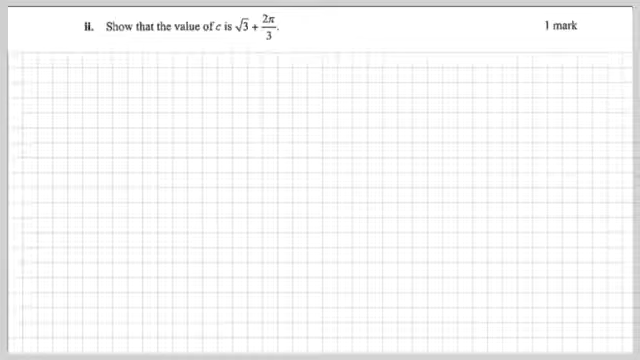 ii. Show that the value of c is √3 + 2π/3. 1 mark